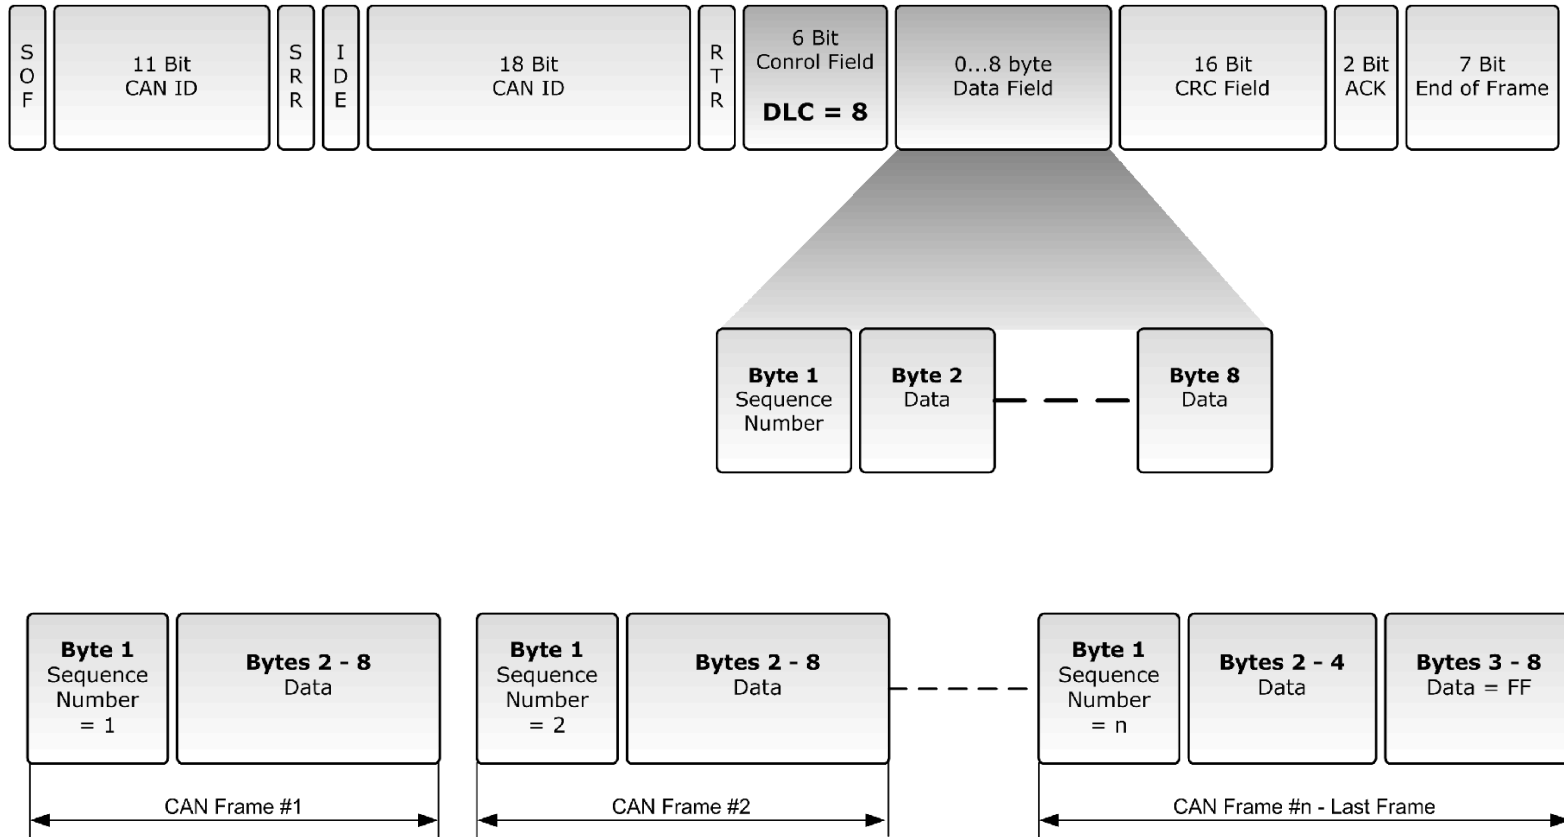 SOF
11 Bit
CAN ID
SRR
IDE
18 Bit
CAN ID
RTR
6 Bit
Conrol Field
DLC = 8
0...8 byte
Data Field
16 Bit
CRC Field
2 Bit
ACK
7 Bit
End of Frame
Byte 1
Sequence
Number
Byte 2
Data
Byte 8
Data
Byte 1
Sequence
Number
= 1
Bytes 2 - 8
Data
Byte 1
Sequence
Number
= 2
Bytes 2 - 8
Data
Byte 1
Sequence
Number
= n
Bytes 2 - 4
Data
Bytes 3 - 8
Data = FF
CAN Frame #1
CAN Frame #2
CAN Frame #n - Last Frame